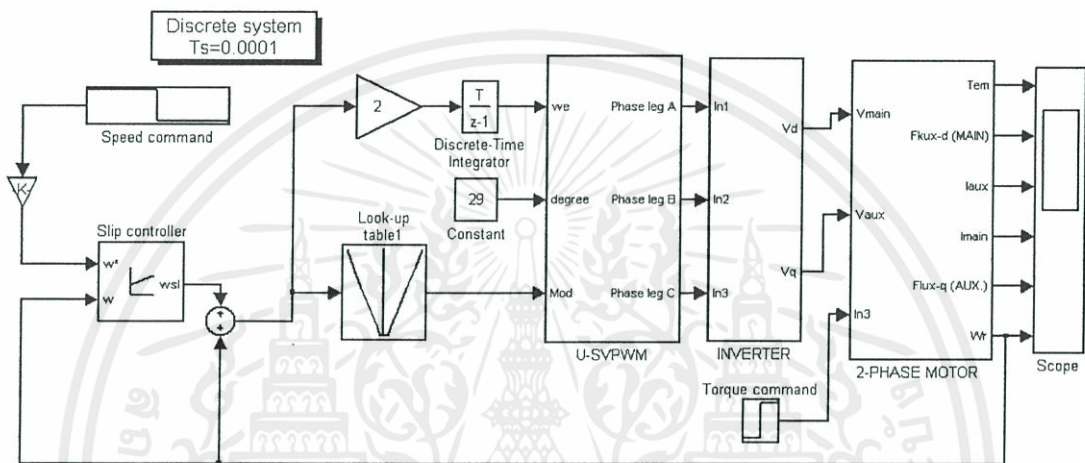 Discrete system
Ts=0.0001
Speed command
-K-
Slip controller
w*
w
wsl
+
+
2
T
z-1
Discrete-Time
Integrator
29
Constant
Look-up
table1
we
degree
Mod
Phase leg A
Phase leg B
Phase leg C
U-SVPWM
In1
In2
In3
Vd
Vq
INVERTER
Torque command
Vmain
Vaux
In3
Tem
Fkux-d (MAIN)
Iaux
Imain
Flux-q (AUX.)
Wr
2-PHASE MOTOR
Scope